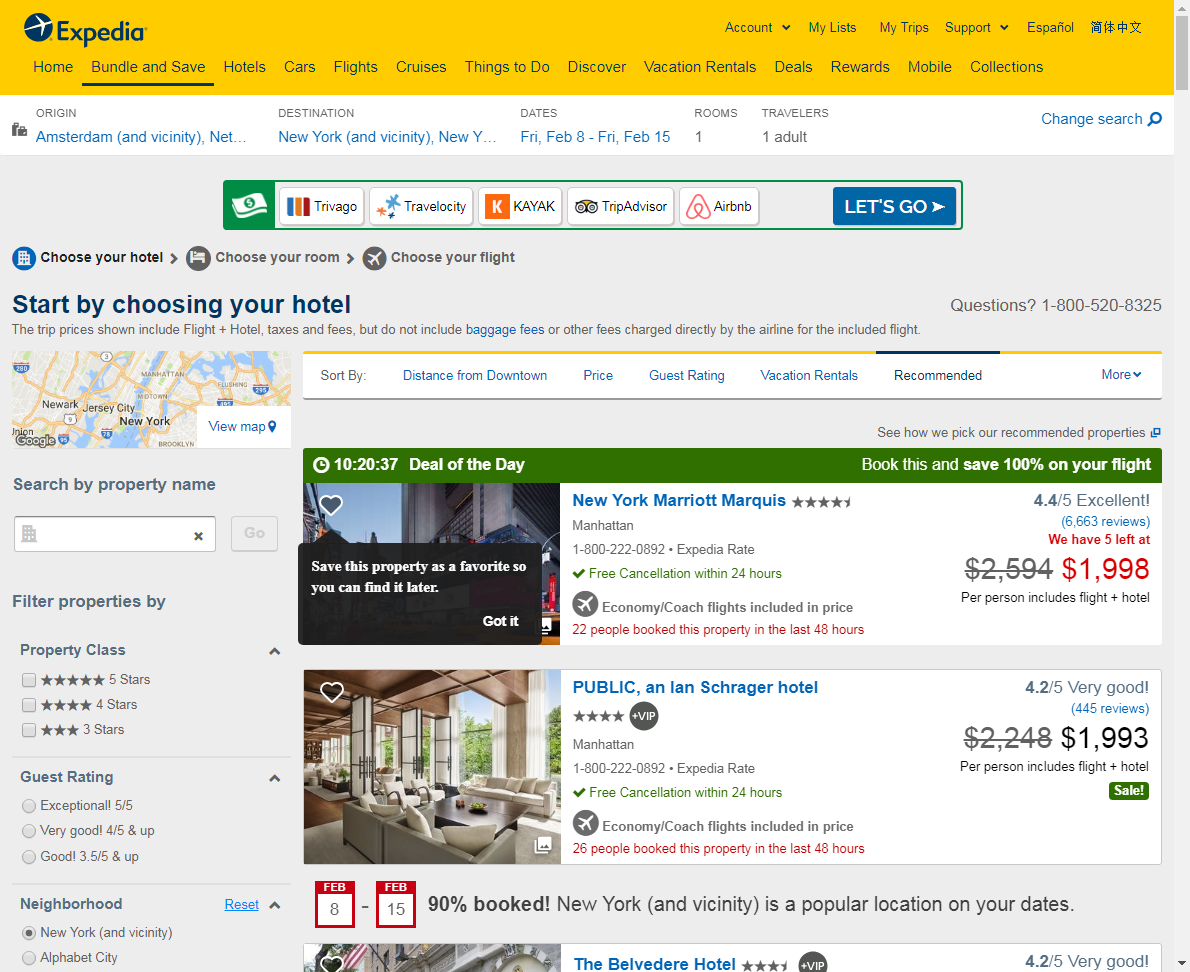 Expedia
Account My Lists My Trips Support Español 简体中文
Home Bundle and Save Hotels Cars Flights Cruises Things to Do Discover Vacation Rentals Deals Rewards Mobile Collections
ORIGIN DESTINATION DATES ROOMS TRAVELERS
Amsterdam (and vicinity), Net... New York (and vicinity), New Y... Fri, Feb 8 - Fri, Feb 15 1 1 adult
Change search
Trivago Travelocity K KAYAK TripAdvisor Airbnb LET'S GO
Choose your hotel Choose your room Choose your flight
Start by choosing your hotel
Questions? 1-800-520-8325
The trip prices shown include Flight + Hotel, taxes and fees, but do not include baggage fees or other fees charged directly by the airline for the included flight.
280 3 MANHATTAN FLUSHING 295
MIDTOWN 495
Newark Jersey City
9 New York
Union 95 78 BROOKLYN
Google
View map
Search by property name
Go
Filter properties by
Property Class
5 Stars
4 Stars
3 Stars
Guest Rating
Exceptional! 5/5
Very good! 4/5 & up
Good! 3.5/5 & up
Neighborhood Reset
New York (and vicinity)
Alphabet City
Sort By: Distance from Downtown Price Guest Rating Vacation Rentals Recommended More
See how we pick our recommended properties
10:20:37 Deal of the Day Book this and save 100% on your flight
New York Marriott Marquis
Manhattan
1-800-222-0892 • Expedia Rate
Free Cancellation within 24 hours
Economy/Coach flights included in price
22 people booked this property in the last 48 hours
4.4/5 Excellent!
(6,663 reviews)
We have 5 left at
$2,594 $1,998
Per person includes flight + hotel
Save this property as a favorite so
you can find it later.
Got it
PUBLIC, an Ian Schrager hotel
+VIP
Manhattan
1-800-222-0892 • Expedia Rate
Free Cancellation within 24 hours
Economy/Coach flights included in price
26 people booked this property in the last 48 hours
4.2/5 Very good!
(445 reviews)
$2,248 $1,993
Per person includes flight + hotel
Sale!
FEB 8 - FEB 15 90% booked! New York (and vicinity) is a popular location on your dates.
The Belvedere Hotel +VIP
4.2/5 Very good!